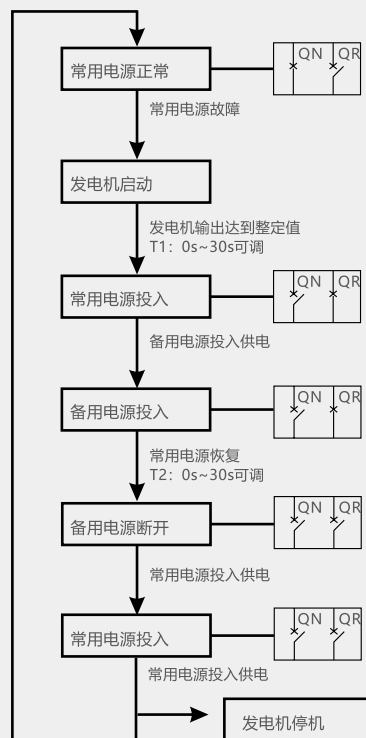 常用电源正常
QN QR
常用电源故障
发电机启动
发电机输出达到整定值
T1：0s~30s可调
常用电源投入
QN QR
备用电源投入供电
备用电源投入
QN QR
常用电源恢复
T2：0s~30s可调
备用电源断开
QN QR
常用电源投入供电
常用电源投入
QN QR
常用电源投入供电
发电机停机